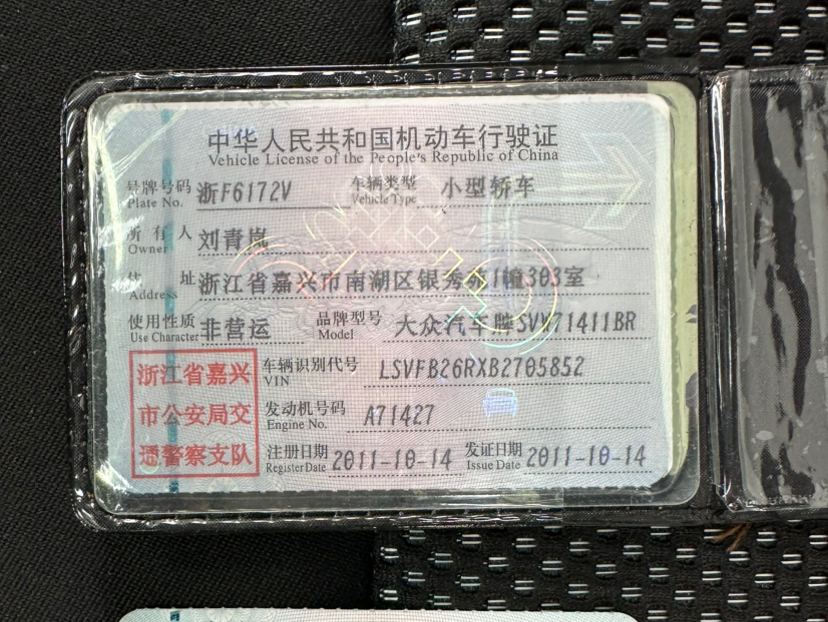 中华人民共和国机动车行驶证
Vehicle License of the People's Republic of China
号牌号码 浙F6172V 车辆类型 小型轿车
Plate No. Vehicle Type
所有人 刘青岚
Owner
住址 浙江省嘉兴市南湖区银秀苑1幢303室
Address
使用性质 非营运 品牌型号 大众汽车牌SVW71411BR
Use Character Model
浙江省嘉兴
市公安局交
通警察支队
车辆识别代号 LSVFB26RXB2705852
VIN
发动机号码 A71427
Engine No.
注册日期 2011-10-14 发证日期 2011-10-14
Register Date Issue Date